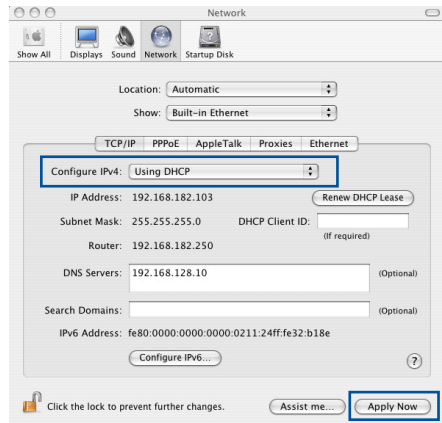 Network
Show All Displays Sound Network Startup Disk
Location: Automatic
Show: Built-in Ethernet
TCP/IP PPPoE AppleTalk Proxies Ethernet
Configure IPv4: Using DHCP
IP Address: 192.168.182.103 Renew DHCP Lease
Subnet Mask: 255.255.255.0 DHCP Client ID:
(If required)
Router: 192.168.182.250
DNS Servers: 192.168.128.10 (Optional)
Search Domains: (Optional)
IPv6 Address: fe80:0000:0000:0000:0211:24ff:fe32:b18e
Configure IPv6... ?
Click the lock to prevent further changes. Assist me... Apply Now